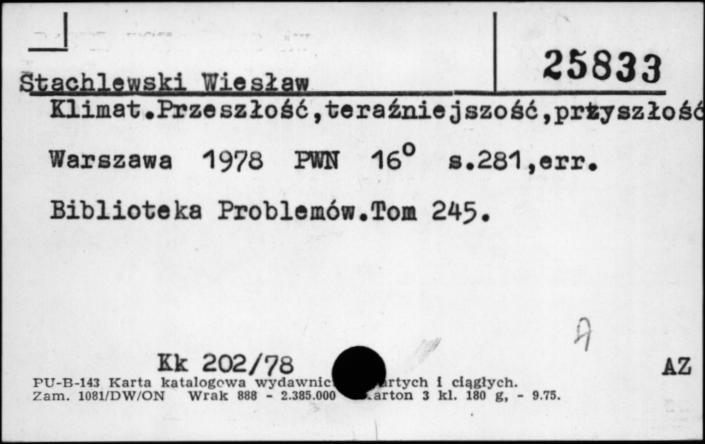 25833
Stachlewski Wiesław
Klimat.Przeszłość,teraźniejszość,przyszłość
Warszawa 1978 PWN 16° s.281,err.
Biblioteka Problemów.Tom 245.
A
Kk 202/78
AZ
PU-B-143 Karta katalogowa wydawnic artych i ciągłych.
Zam. 1081/DW/ON Wrak 888 - 2.385.000 arton 3 kl. 180 g, - 9.75.